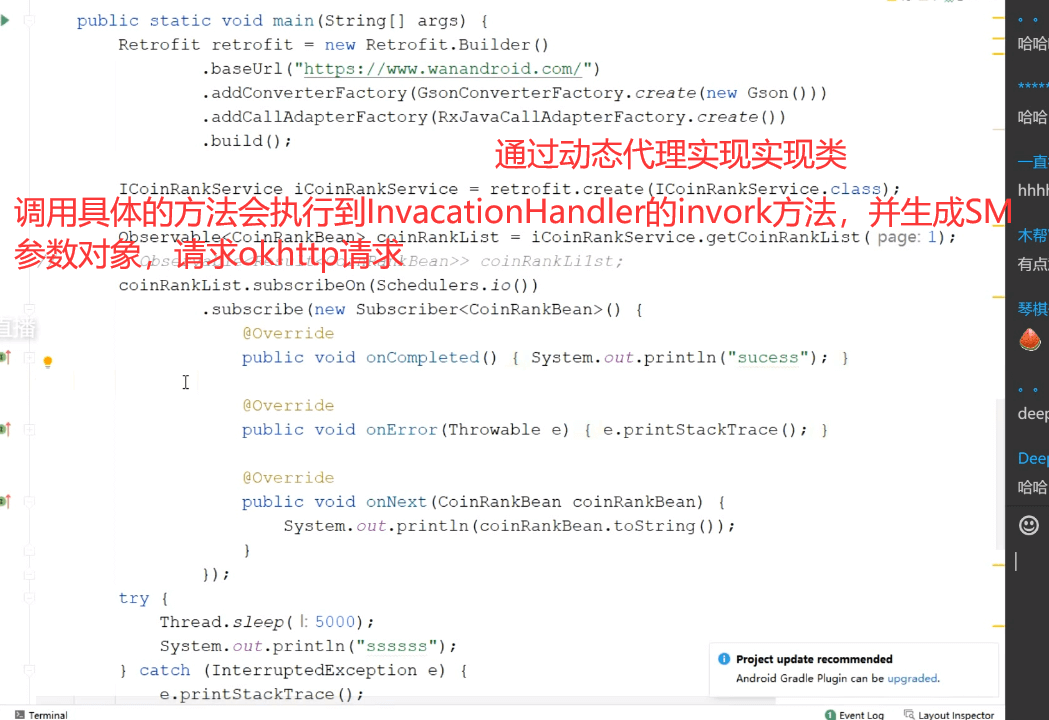 public static void main(String[] args) {
Retrofit retrofit = new Retrofit.Builder()
.baseUrl("https://www.wanandroid.com/")
.addConverterFactory(GsonConverterFactory.create(new Gson()))
.addCallAdapterFactory(RxJavaCallAdapterFactory.create())
.build();
通过动态代理实现实现类
ICoinRankService iCoinRankService = retrofit.create(ICoinRankService.class);
调用具体的方法会执行到InvacationHandler的invork方法，并生成SM
Observable<CoinRankBean> coinRankList = iCoinRankService.getCoinRankList( page: 1);
参数对象，请求okhttp请求
coinRankLi1st;
coinRankList.subscribeOn(Schedulers.io())
.subscribe(new Subscriber<CoinRankBean>() {
@Override
public void onCompleted() { System.out.println("sucess"); }
@Override
public void onError(Throwable e) { e.printStackTrace(); }
@Override
public void onNext(CoinRankBean coinRankBean) {
System.out.println(coinRankBean.toString());
}
});
try {
Thread.sleep( l: 5000);
System.out.println("ssssss");
} catch (InterruptedException e) {
e.printStackTrace();
直播
Project update recommended
Android Gradle Plugin can be upgraded.
Terminal
1 Event Log
Layout Inspector
哈哈
*****
哈哈
一直
hhhh
木帮
有点
琴棋
deep
Deep
哈哈